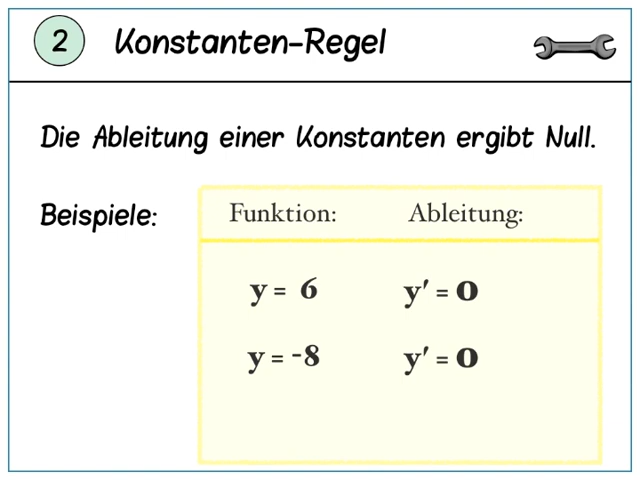 2 Konstanten-Regel
Die Ableitung einer Konstanten ergibt Null.
Beispiele: Funktion: Ableitung:
y = 6 y' = 0
y = -8 y' = 0